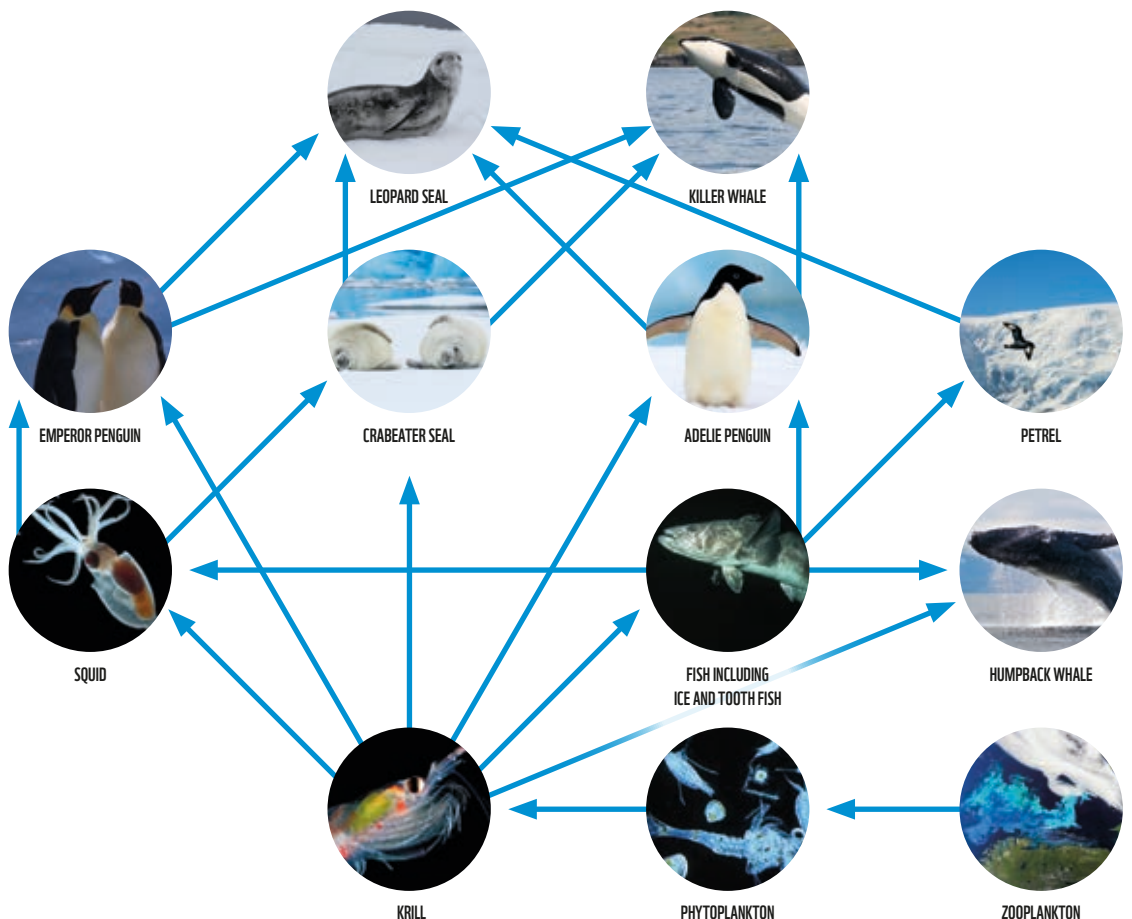 LEOPARD SEAL
KILLER WHALE
EMPEROR PENGUIN
CRABEATER SEAL
ADELIE PENGUIN
PETREL
SQUID
FISH INCLUDING
ICE AND TOOTH FISH
HUMPBACK WHALE
KRILL
PHYTOPLANKTON
ZOOPLANKTON